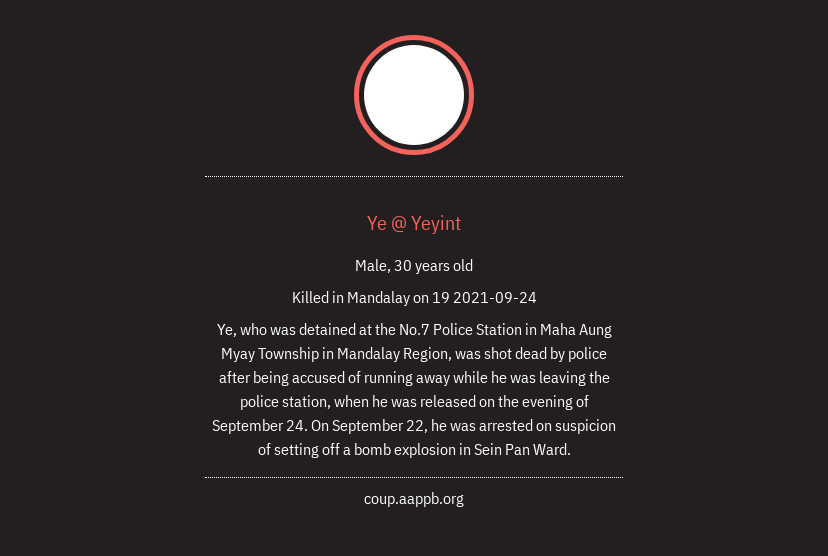 Ye @ Yeyint
Male, 30 years old
Killed in Mandalay on 19 2021-09-24
Ye, who was detained at the No.7 Police Station in Maha Aung
Myay Township in Mandalay Region, was shot dead by police
after being accused of running away while he was leaving the
police station, when he was released on the evening of
September 24. On September 22, he was arrested on suspicion
of setting off a bomb explosion in Sein Pan Ward.
coup.aappb.org